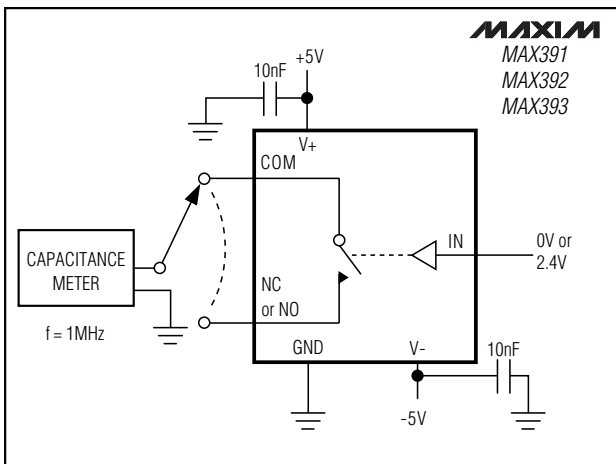 MAXIM
MAX391
MAX392
MAX393
+5V
10nF
V+
COM
IN
0V or
2.4V
CAPACITANCE
METER
NC
or NO
f = 1MHz
GND
V-
10nF
-5V